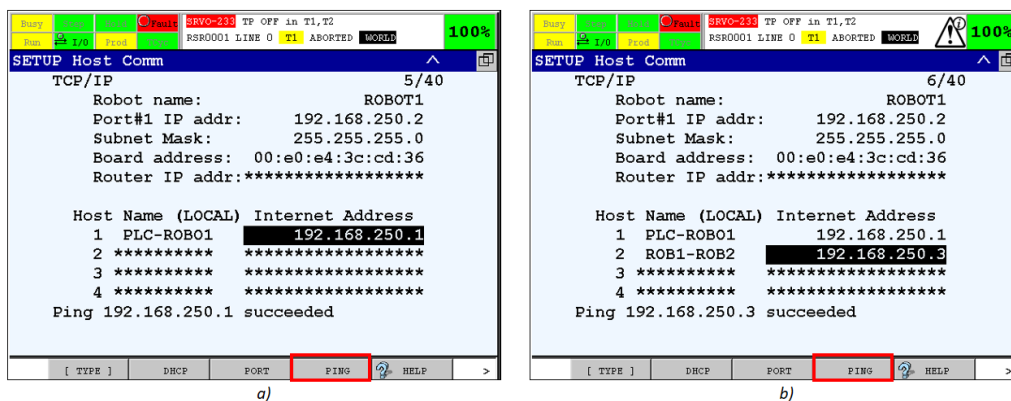 Busy Step Hold Fault SRVO-233 TP OFF in T1,T2
Run I/O Prod TCyc RSR0001 LINE 0 T1 ABORTED WORLD 100%
SETUP Host Comm
TCP/IP 5/40
Robot name: ROBOT1
Port#1 IP addr: 192.168.250.2
Subnet Mask: 255.255.255.0
Board address: 00:e0:e4:3c:cd:36
Router IP addr:******************
Host Name (LOCAL) Internet Address
1 PLC-ROBO1 192.168.250.1
2 ********** ******************
3 ********** ******************
4 ********** ******************
Ping 192.168.250.1 succeeded
[ TYPE ] DHCP PORT PING HELP >
a)
Busy Step Hold Fault SRVO-233 TP OFF in T1,T2
Run I/O Prod TCyc RSR0001 LINE 0 T1 ABORTED WORLD 100%
SETUP Host Comm
TCP/IP 6/40
Robot name: ROBOT1
Port#1 IP addr: 192.168.250.2
Subnet Mask: 255.255.255.0
Board address: 00:e0:e4:3c:cd:36
Router IP addr:******************
Host Name (LOCAL) Internet Address
1 PLC-ROBO1 192.168.250.1
2 ROB1-ROB2 192.168.250.3
3 ********** ******************
4 ********** ******************
Ping 192.168.250.3 succeeded
[ TYPE ] DHCP PORT PING HELP >
b)